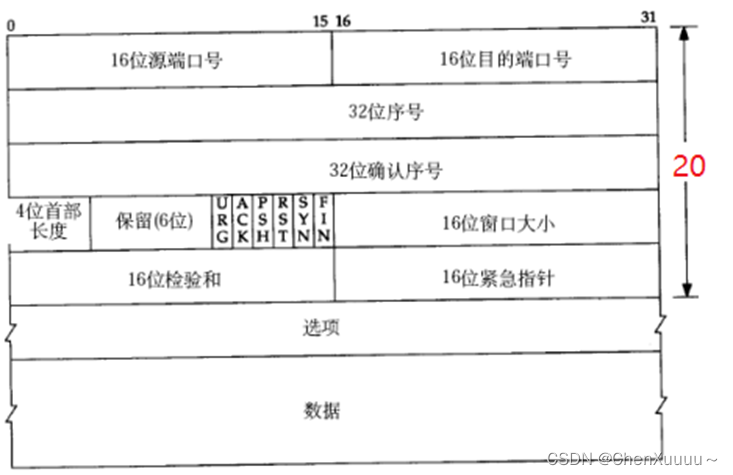 0 15 16 31
16位源端口号 16位目的端口号
32位序号
32位确认序号
20
4位首部
长度
保留(6位)
URG
ACK
PSH
RST
SYN
FIN
16位窗口大小
16位检验和 16位紧急指针
选项
数据
CSDN @ChenXuuuu~